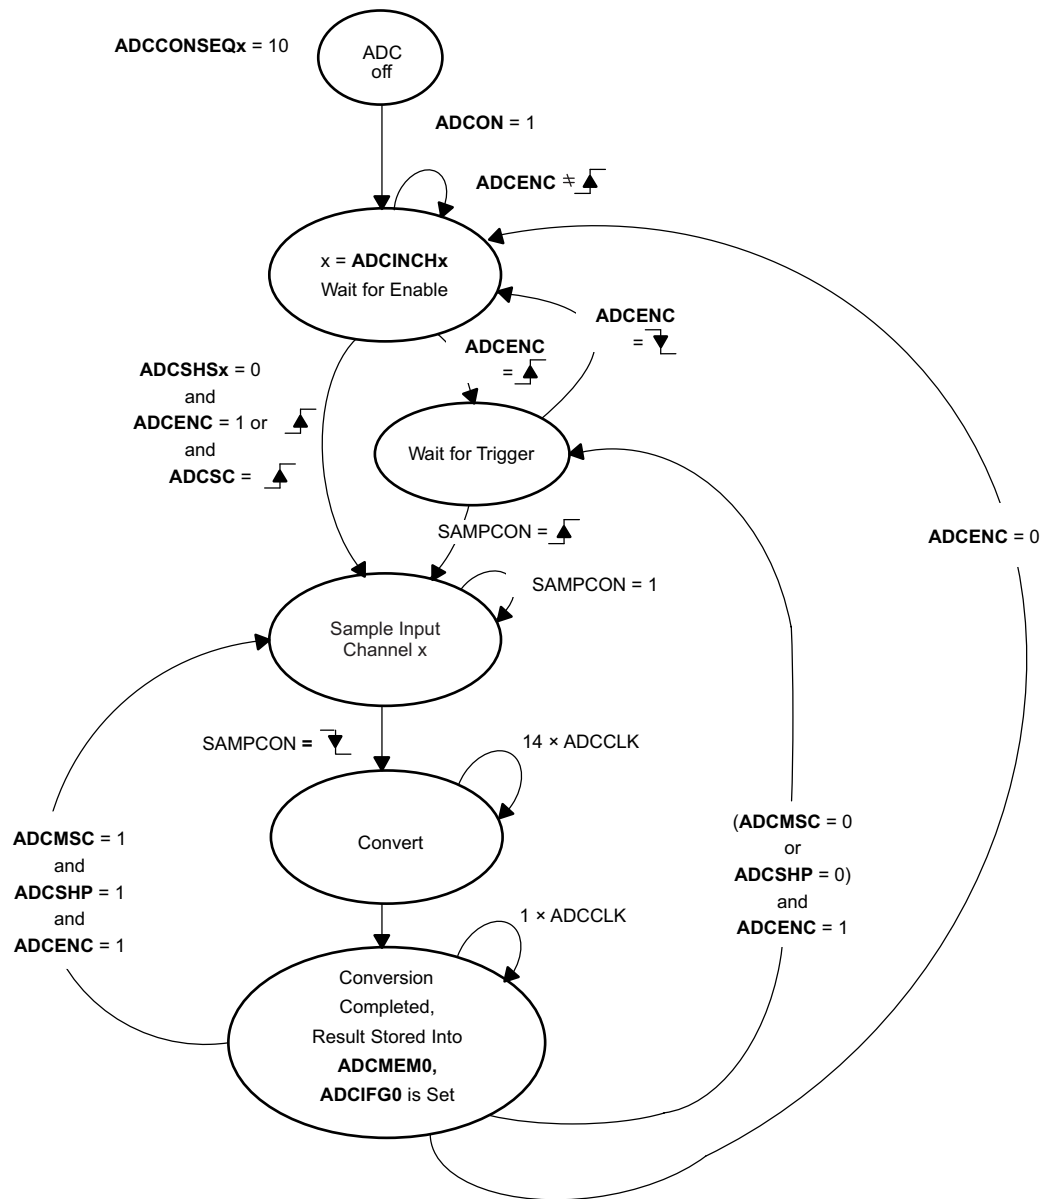 ADCCONSEQx = 10
ADC
off
ADCON = 1
ADCENC ≠
x = ADCINCHx
Wait for Enable
ADCENC
=
ADCENC
=
ADCSHSx = 0
and
ADCENC = 1 or
and
ADCSC =
Wait for Trigger
SAMPCON =
ADCENC = 0
SAMPCON = 1
Sample Input
Channel x
SAMPCON =
14 × ADCCLK
Convert
ADCMSC = 1
and
ADCSHP = 1
and
ADCENC = 1
(ADCMSC = 0
or
ADCSHP = 0)
and
ADCENC = 1
1 × ADCCLK
Conversion
Completed,
Result Stored Into
ADCMEM0,
ADCIFG0 is Set